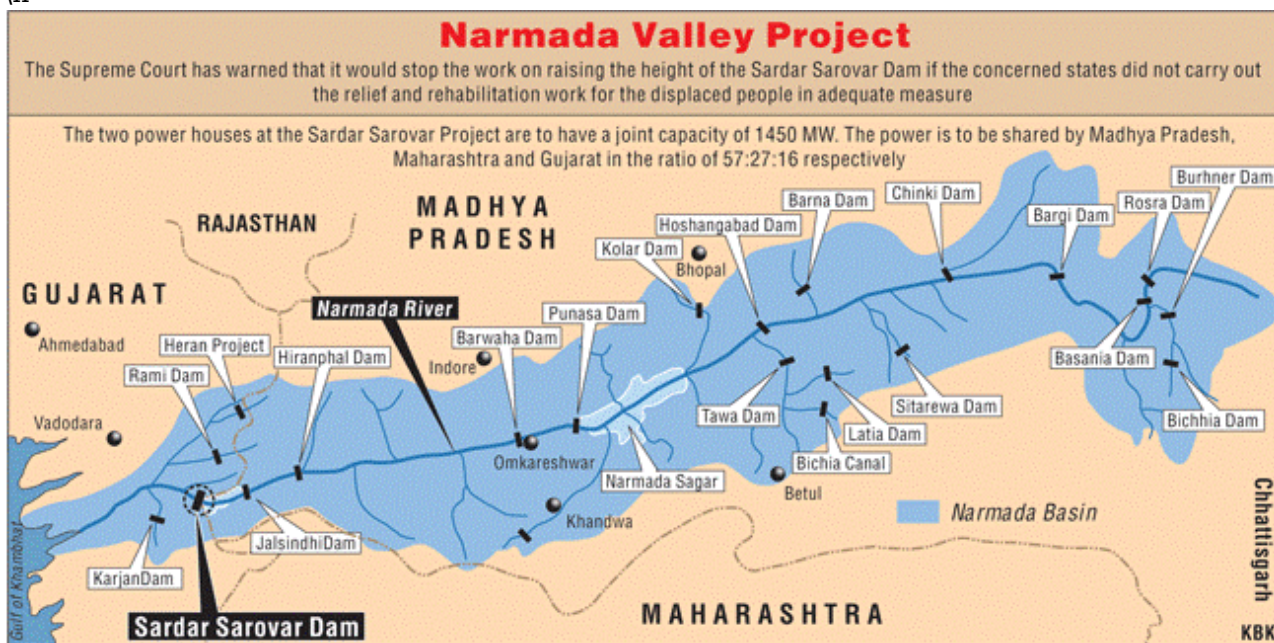 Narmada Valley Project
The Supreme Court has warned that it would stop the work on raising the height of the Sardar Sarovar Dam if the concerned states did not carry out
the relief and rehabilitation work for the displaced people in adequate measure
The two power houses at the Sardar Sarovar Project are to have a joint capacity of 1450 MW. The power is to be shared by Madhya Pradesh,
Maharashtra and Gujarat in the ratio of 57:27:16 respectively
Burhner Dam
Rosra Dam
Chinki Dam
Barna Dam
Bargi Dam
MADHYA
PRADESH
RAJASTHAN
Hoshangabad Dam
Kolar Dam
Bhopal
GUJARAT
Narmada River
Punasa Dam
Barwaha Dam
Ahmedabad
Heran Project
Hiranphal Dam
Indore
Rami Dam
Basania Dam
Tawa Dam
Sitarewa Dam
Bichhia Dam
Vadodara
Latia Dam
Omkareshwar
Bichia Canal
Narmada Sagar
Betul
Khandwa
Narmada Basin
JalsindhiDam
KarjanDam
Gulf of Khambhat
Chhattisgarh
Sardar Sarovar Dam
MAHARASHTRA
KBK